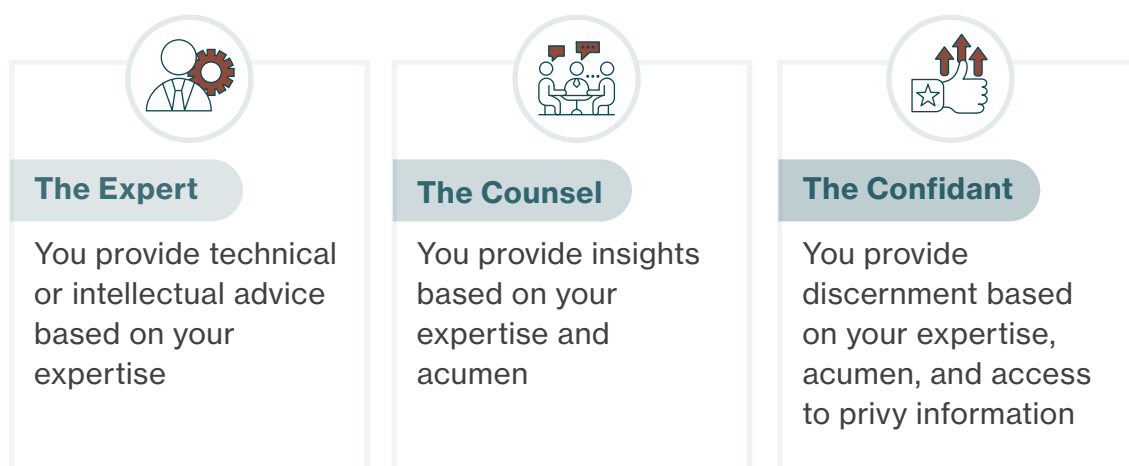 The Expert
You provide technical
or intellectual advice
based on your
expertise
The Counsel
You provide insights
based on your
expertise and
acumen
The Confidant
You provide
discernment based
on your expertise,
acumen, and access
to privy information